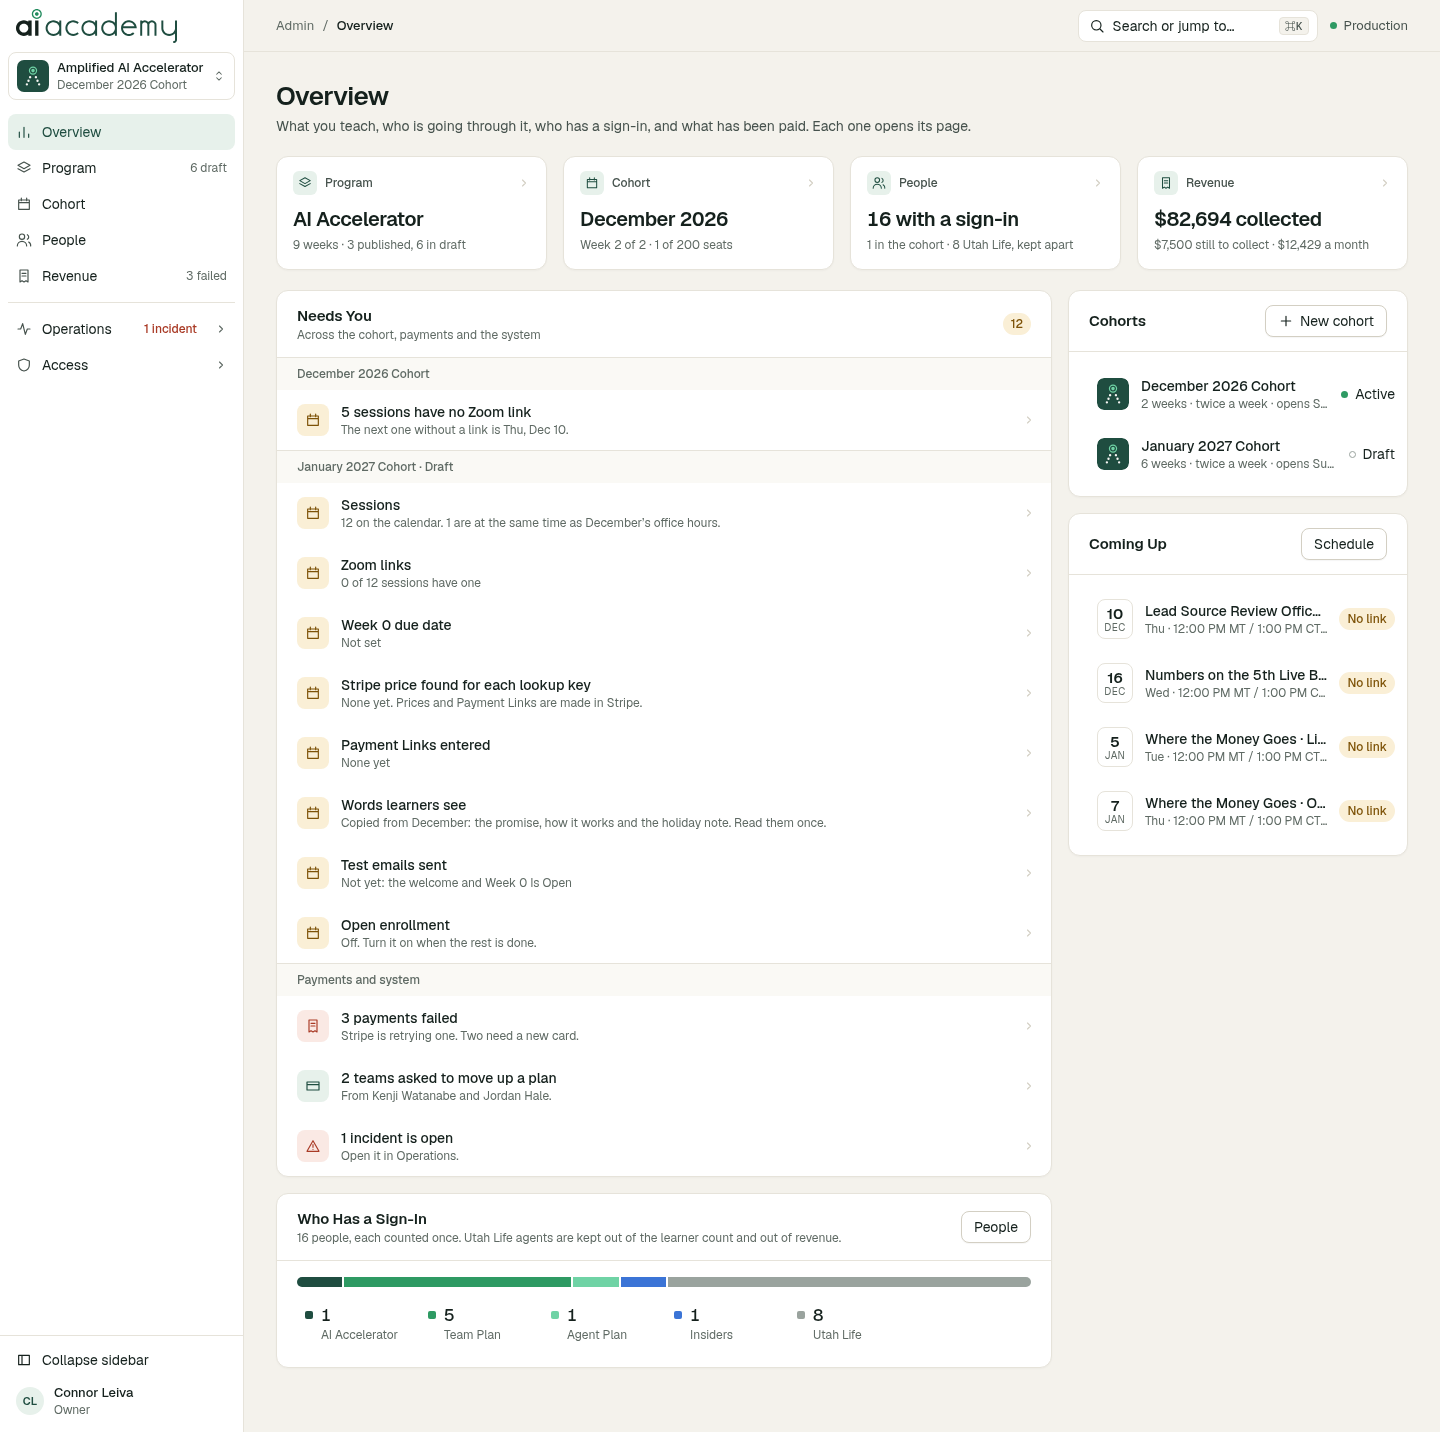 ai academy
Amplified AI Accelerator
December 2026 Cohort
Overview
Program
6 draft
Cohort
People
Revenue
3 failed
Operations
1 incident
Access
Collapse sidebar
CL
Connor Leiva
Owner
Admin / Overview
Search or jump to...
⌘K
Production
Overview
What you teach, who is going through it, who has a sign-in, and what has been paid. Each one opens its page.
Program
AI Accelerator
9 weeks · 3 published, 6 in draft
Cohort
December 2026
Week 2 of 2 · 1 of 200 seats
People
16 with a sign-in
1 in the cohort · 8 Utah Life, kept apart
Revenue
$82,694 collected
$7,500 still to collect · $12,429 a month
Needs You
Across the cohort, payments and the system
12
December 2026 Cohort
5 sessions have no Zoom link
The next one without a link is Thu, Dec 10.
January 2027 Cohort · Draft
Sessions
12 on the calendar. 1 are at the same time as December's office hours.
Zoom links
0 of 12 sessions have one
Week 0 due date
Not set
Stripe price found for each lookup key
None yet. Prices and Payment Links are made in Stripe.
Payment Links entered
None yet
Words learners see
Copied from December: the promise, how it works and the holiday note. Read them once.
Test emails sent
Not yet: the welcome and Week 0 Is Open
Open enrollment
Off. Turn it on when the rest is done.
Payments and system
3 payments failed
Stripe is retrying one. Two need a new card.
2 teams asked to move up a plan
From Kenji Watanabe and Jordan Hale.
1 incident is open
Open it in Operations.
Who Has a Sign-In
16 people, each counted once. Utah Life agents are kept out of the learner count and out of revenue.
People
1
AI Accelerator
5
Team Plan
1
Agent Plan
1
Insiders
8
Utah Life
Cohorts
New cohort
December 2026 Cohort
2 weeks · twice a week · opens S...
Active
January 2027 Cohort
6 weeks · twice a week · opens Su...
Draft
Coming Up
Schedule
10
DEC
Lead Source Review Offic...
Thu · 12:00 PM MT / 1:00 PM CT...
No link
16
DEC
Numbers on the 5th Live B...
Wed · 12:00 PM MT / 1:00 PM C...
No link
5
JAN
Where the Money Goes · Li...
Tue · 12:00 PM MT / 1:00 PM CT...
No link
7
JAN
Where the Money Goes · O...
Thu · 12:00 PM MT / 1:00 PM CT...
No link